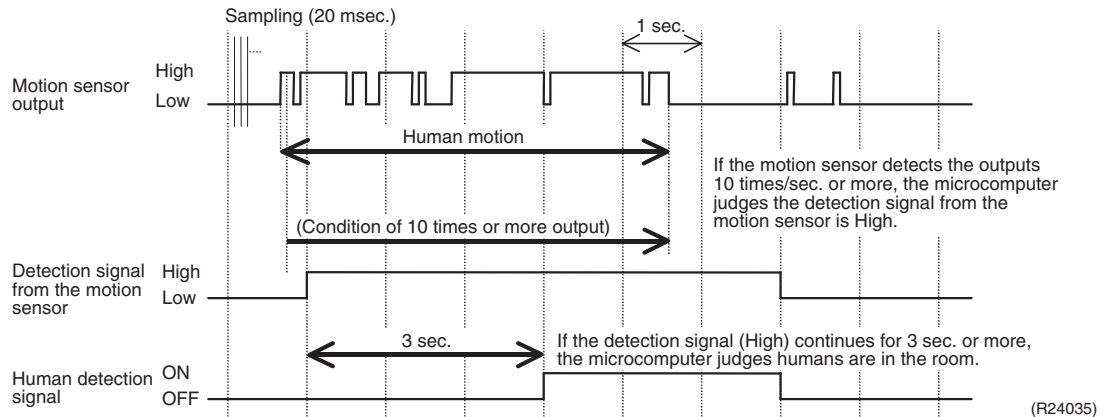 Sampling (20 msec.)
1 sec.
Motion sensor
output
High
Low
Human motion
If the motion sensor detects the outputs
10 times/sec. or more, the microcomputer
judges the detection signal from the
motion sensor is High.
(Condition of 10 times or more output)
Detection signal
from the motion
sensor
High
Low
3 sec.
If the detection signal (High) continues for 3 sec. or more,
the microcomputer judges humans are in the room.
Human detection
signal
ON
OFF
(R24035)